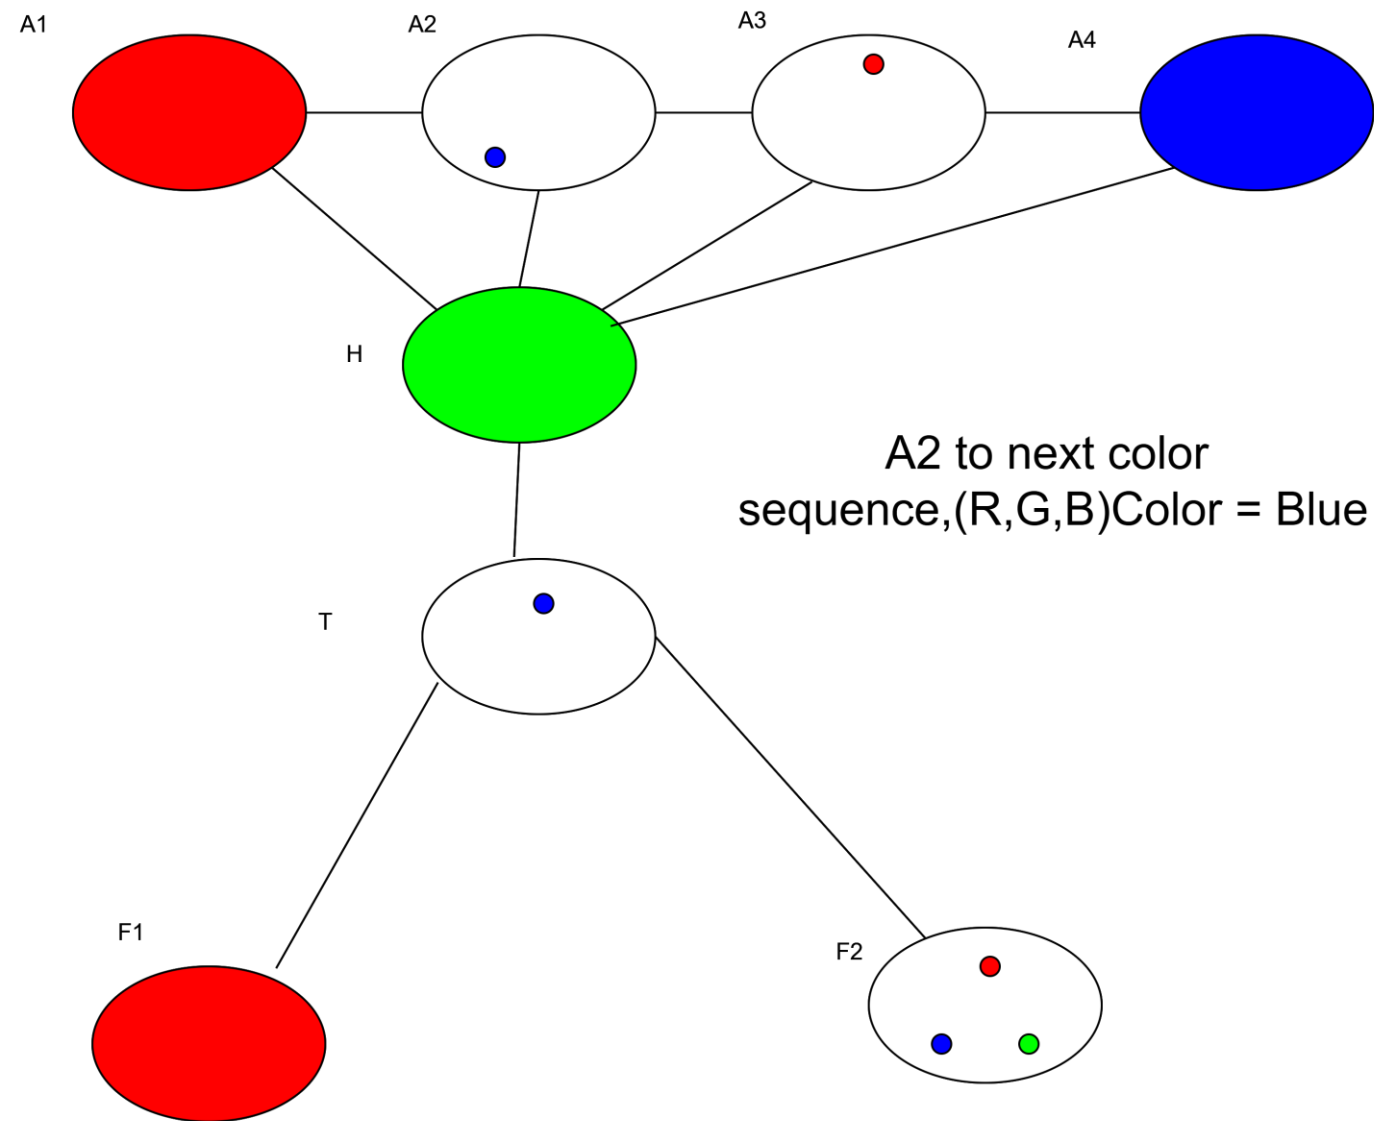 A1
A2
A3
A4
H
A2 to next color
sequence,(R,G,B)Color = Blue
T
F1
F2